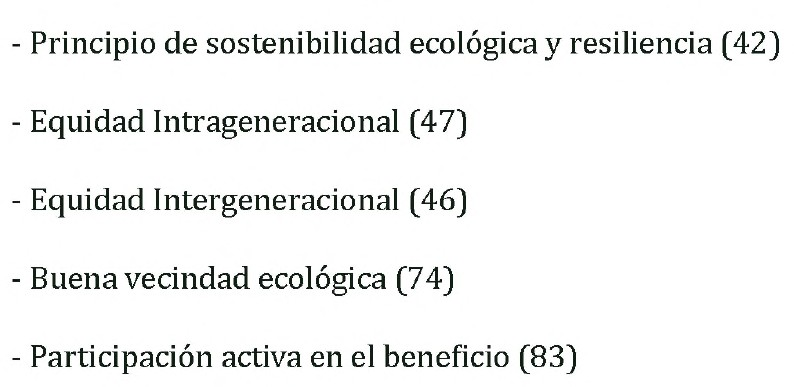 - Principio de sostenibilidad ecológica y resiliencia (42)
- Equidad Intrageneracional (47)
- Equidad Intergeneracional (46)
- Buena vecindad ecológica (74)
- Participación activa en el beneficio (83)